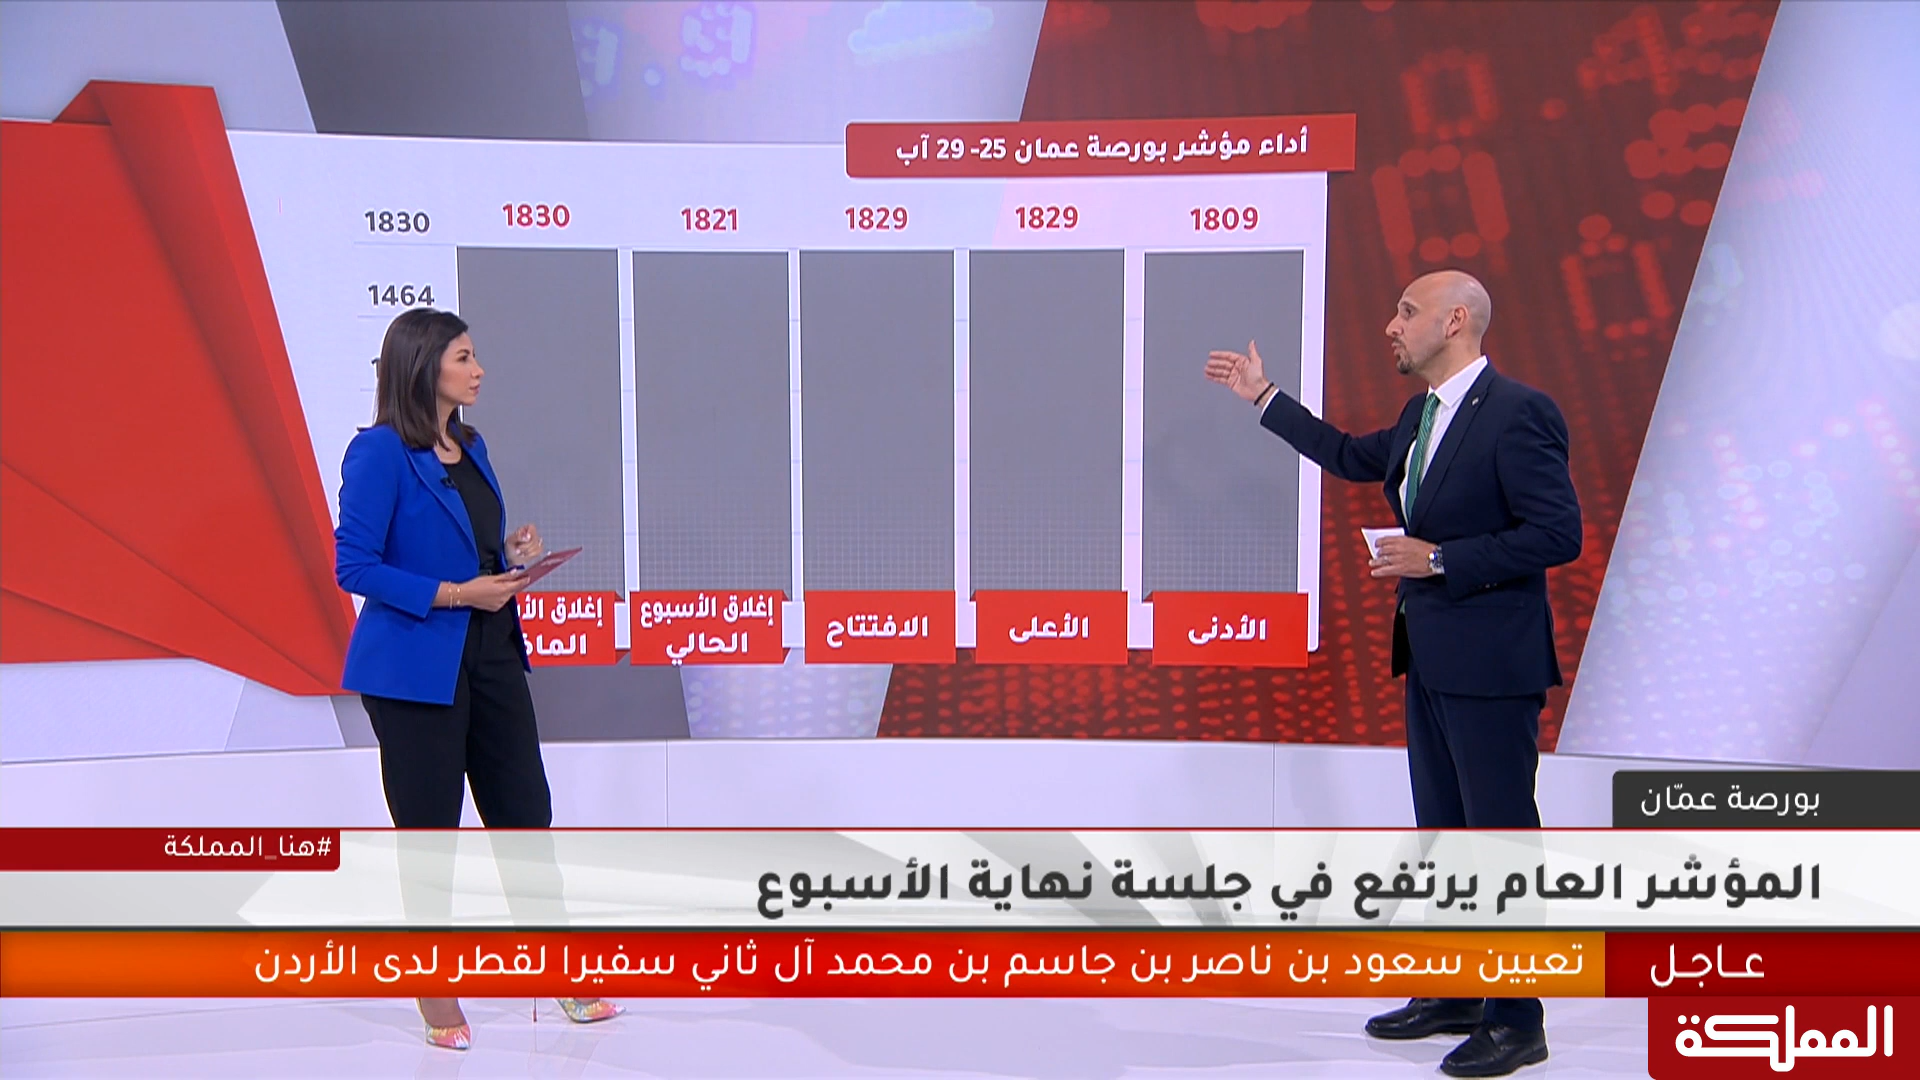 أداء مؤشر بورصة عمان 25- 29 آب
1830
1830
1821
1829
1829
1809
1464
إغلاق
إغلاق الأسبوع
الحالي
الافتتاح
الأعلى
الأدنى
بورصة عمّان
#هنا_المملكة
المؤشر العام يرتفع في جلسة نهاية الأسبوع
عاجل
تعيين سعود بن ناصر بن جاسم بن محمد آل ثاني سفيرا لقطر لدى الأردن
المملكة